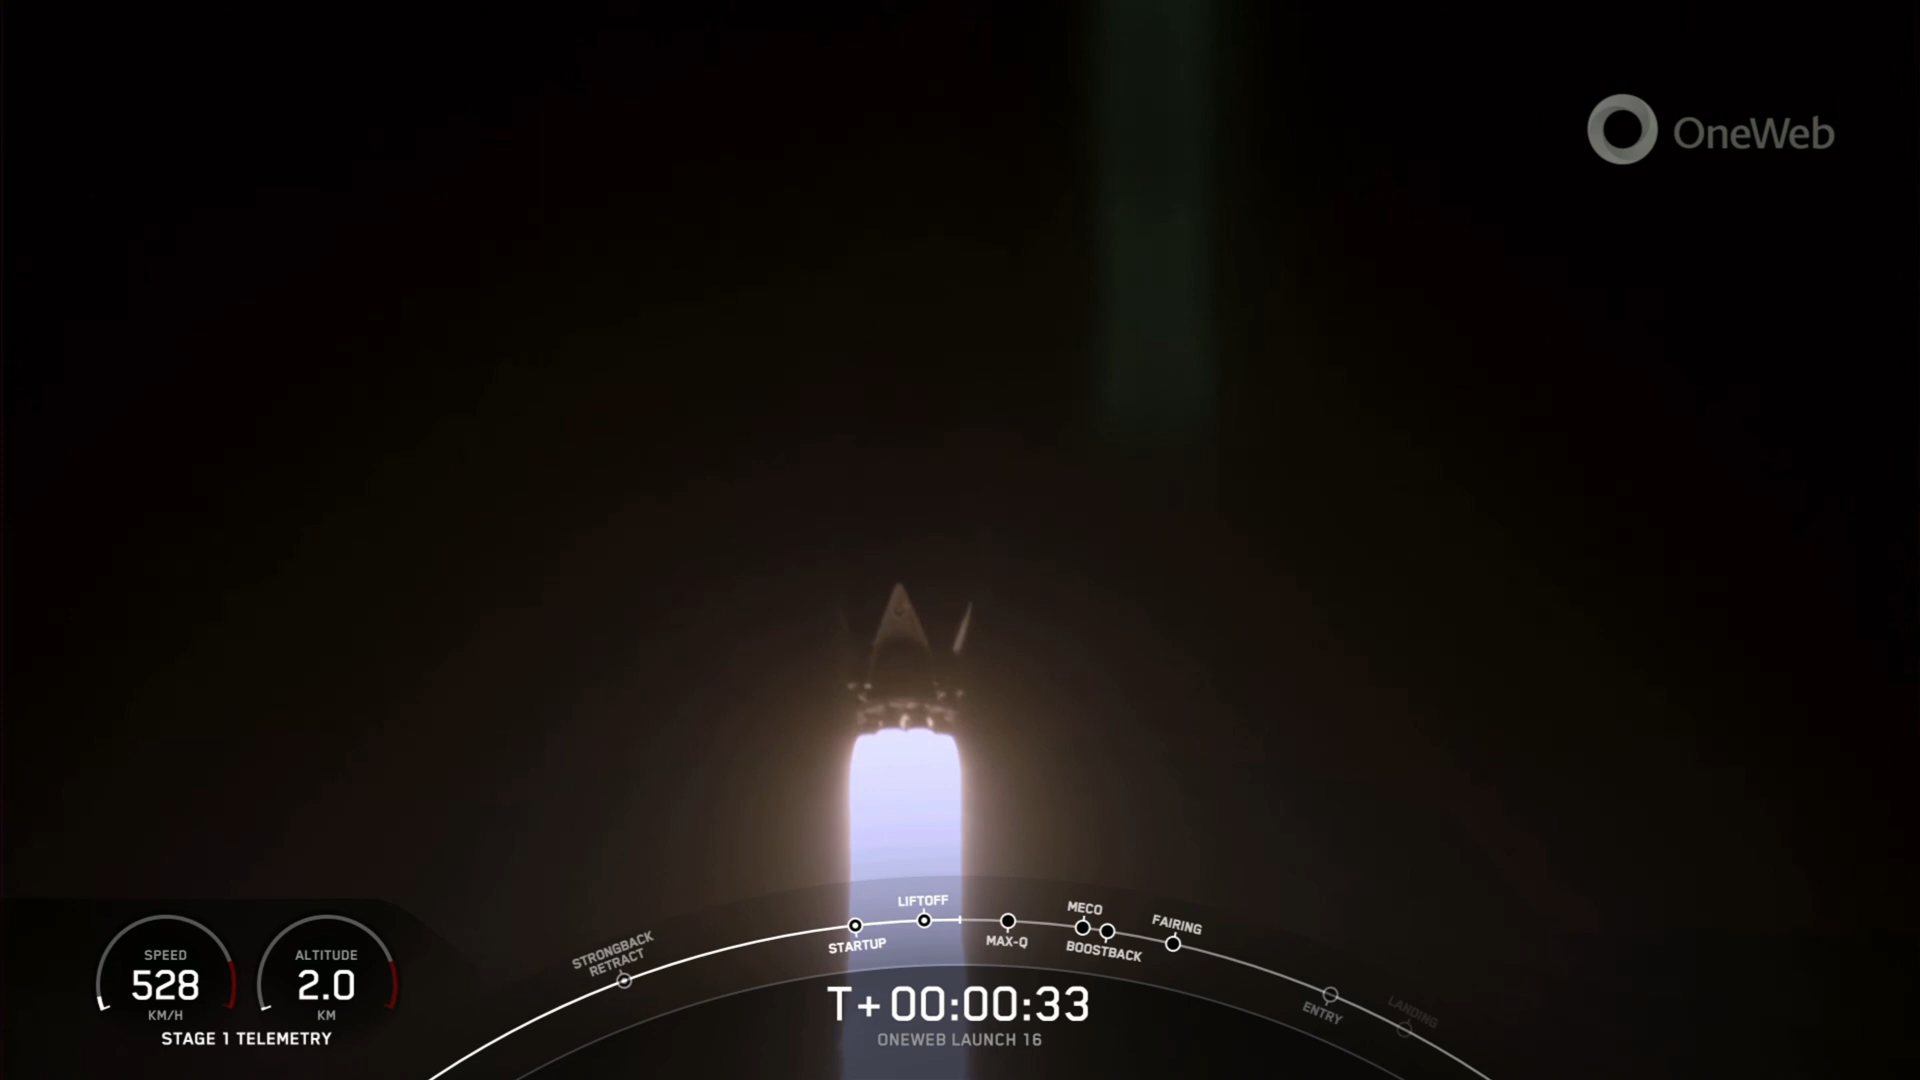 OneWeb
STRONGBACK
RETRACT
STARTUP
LIFTOFF
MAX-Q
MECO
BOOSTBACK
FAIRING
ENTRY
LANDING
SPEED
528
KM/H
ALTITUDE
2.0
KM
STAGE 1 TELEMETRY
T+00:00:33
ONEWEB LAUNCH 16